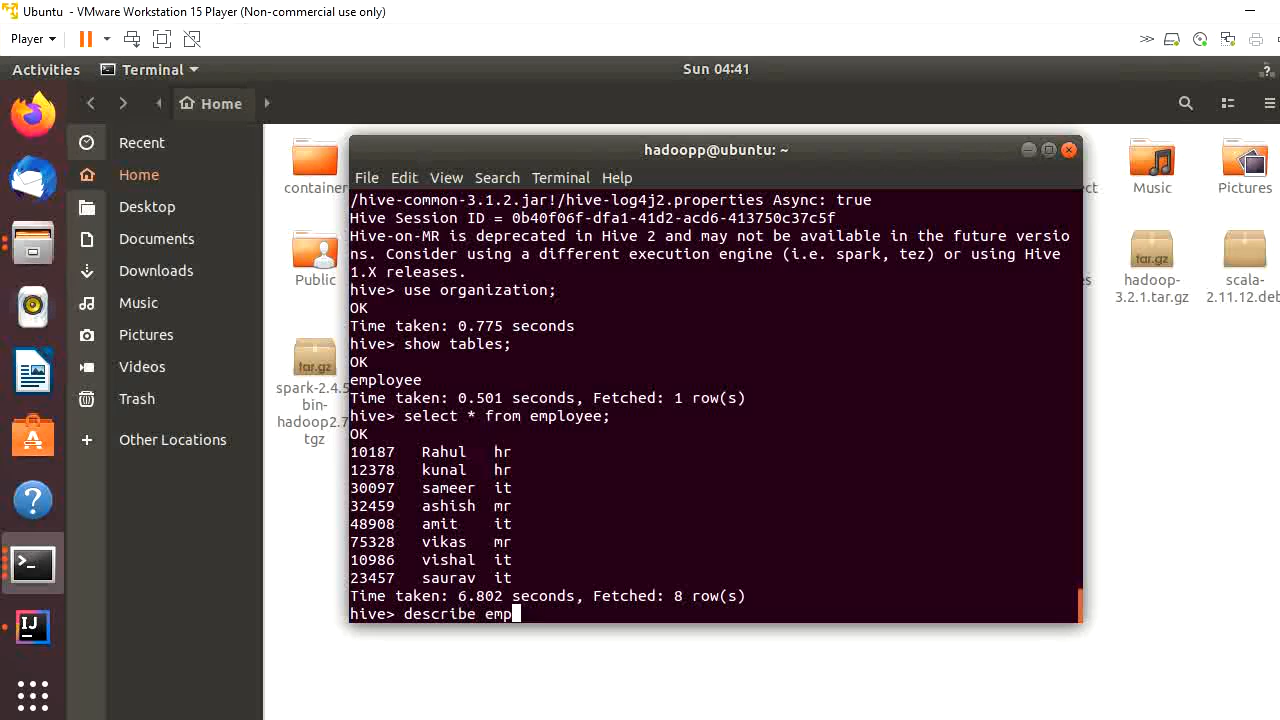 Ubuntu - VMware Workstation 15 Player (Non-commercial use only)
Player
Activities Terminal Sun 04:41
Home
Recent
Home
Desktop
Documents
Downloads
Music
Pictures
Videos
Trash
Other Locations
container
Public
tar.gz
spark-2.4.5
bin-
hadoop2.7
tgz
Music
Pictures
tar.gz
hadoop-
3.2.1.tar.gz
scala-
2.11.12.deb
hadoopp@ubuntu: ~
File Edit View Search Terminal Help
/hive-common-3.1.2.jar!/hive-log4j2.properties Async: true
Hive Session ID = 0b40f06f-dfa1-41d2-acd6-413750c37c5f
Hive-on-MR is deprecated in Hive 2 and may not be available in the future versio
ns. Consider using a different execution engine (i.e. spark, tez) or using Hive
1.X releases.
hive> use organization;
OK
Time taken: 0.775 seconds
hive> show tables;
OK
employee
Time taken: 0.501 seconds, Fetched: 1 row(s)
hive> select * from employee;
OK
10187 Rahul hr
12378 kunal hr
30097 sameer it
32459 ashish mr
48908 amit it
75328 vikas mr
10986 vishal it
23457 saurav it
Time taken: 6.802 seconds, Fetched: 8 row(s)
hive> describe emp
IJ